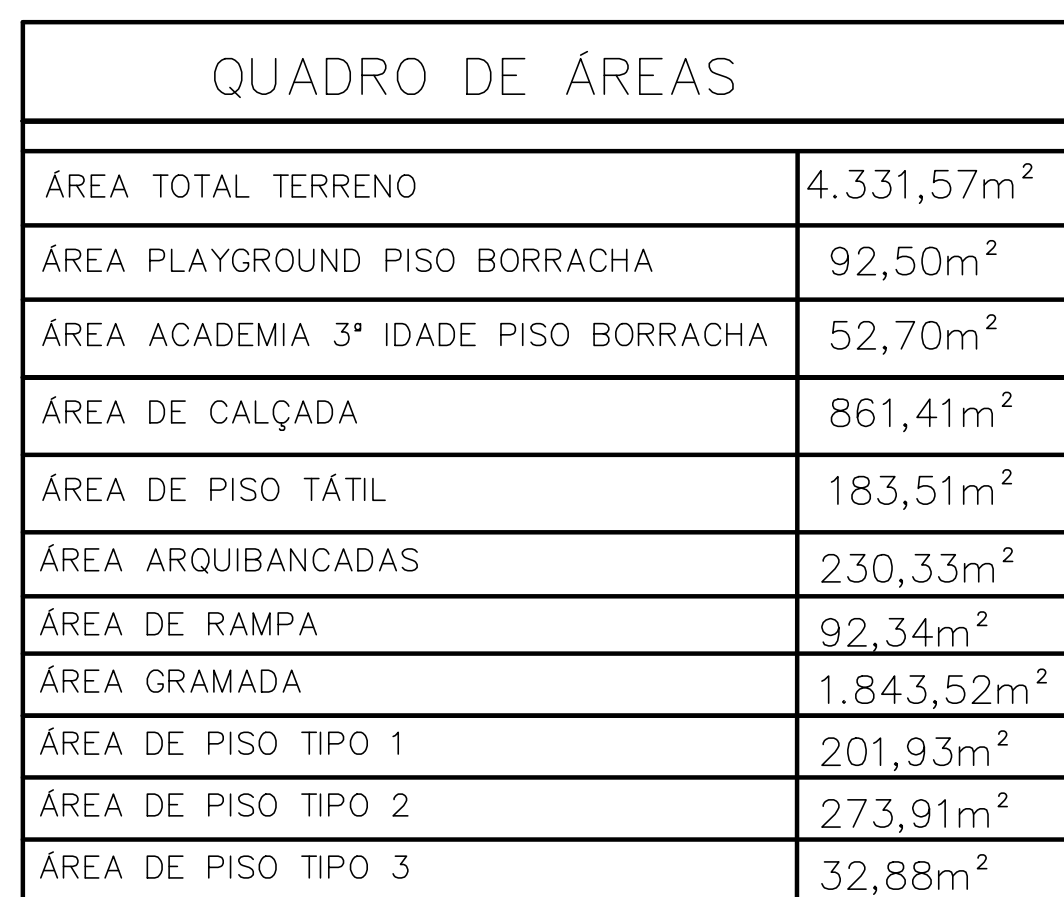 QUADRO DE ÁREAS
ÁREA TOTAL TERRENO 4.331,57m²
ÁREA PLAYGROUND PISO BORRACHA 92,50m²
ÁREA ACADEMIA 3ª IDADE PISO BORRACHA 52,70m²
ÁREA DE CALÇADA 861,41m²
ÁREA DE PISO TÁTIL 183,51m²
ÁREA ARQUIBANCADAS 230,33m²
ÁREA DE RAMPA 92,34m²
ÁREA GRAMADA 1.843,52m²
ÁREA DE PISO TIPO 1 201,93m²
ÁREA DE PISO TIPO 2 273,91m²
ÁREA DE PISO TIPO 3 32,88m²